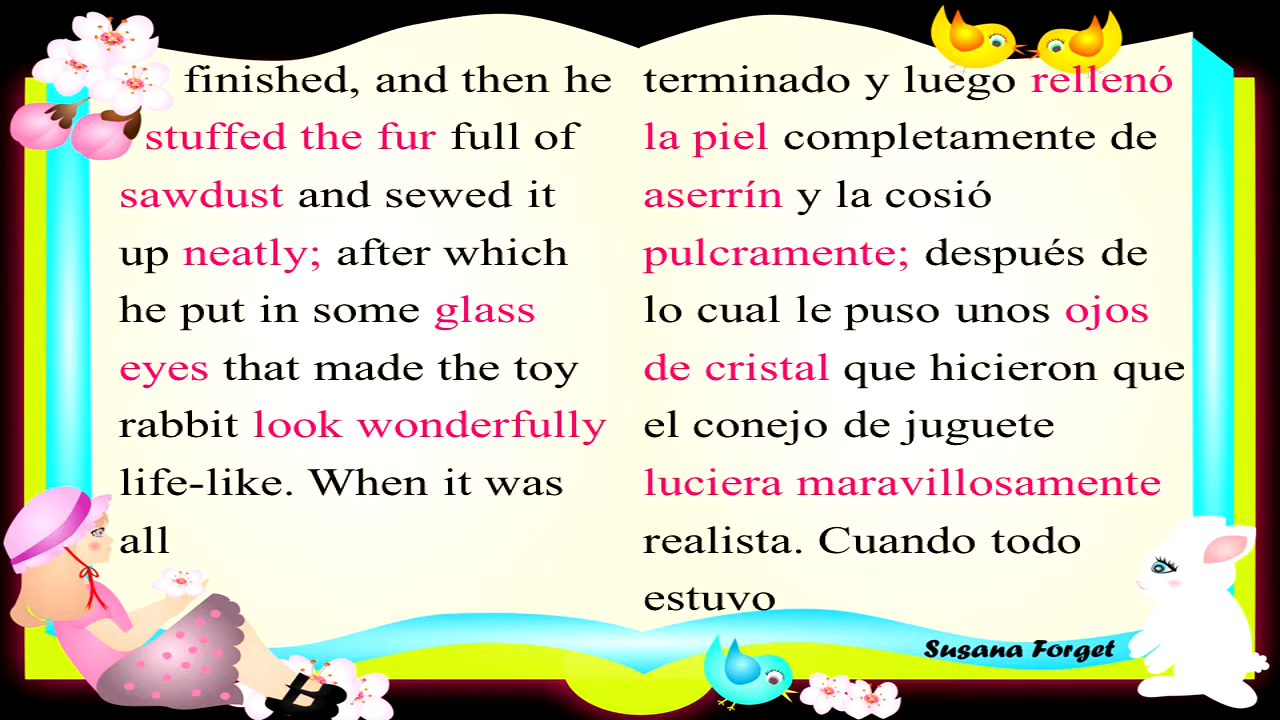 finished, and then he
stuffed the fur full of
sawdust and sewed it
up neatly; after which
he put in some glass
eyes that made the toy
rabbit look wonderfully
life-like. When it was
all
terminado y luego rellenó
la piel completamente de
aserrín y la cosió
pulcramente; después de
lo cual le puso unos ojos
de cristal que hicieron que
el conejo de juguete
luciera maravillosamente
realista. Cuando todo
estuvo
Susana Forget